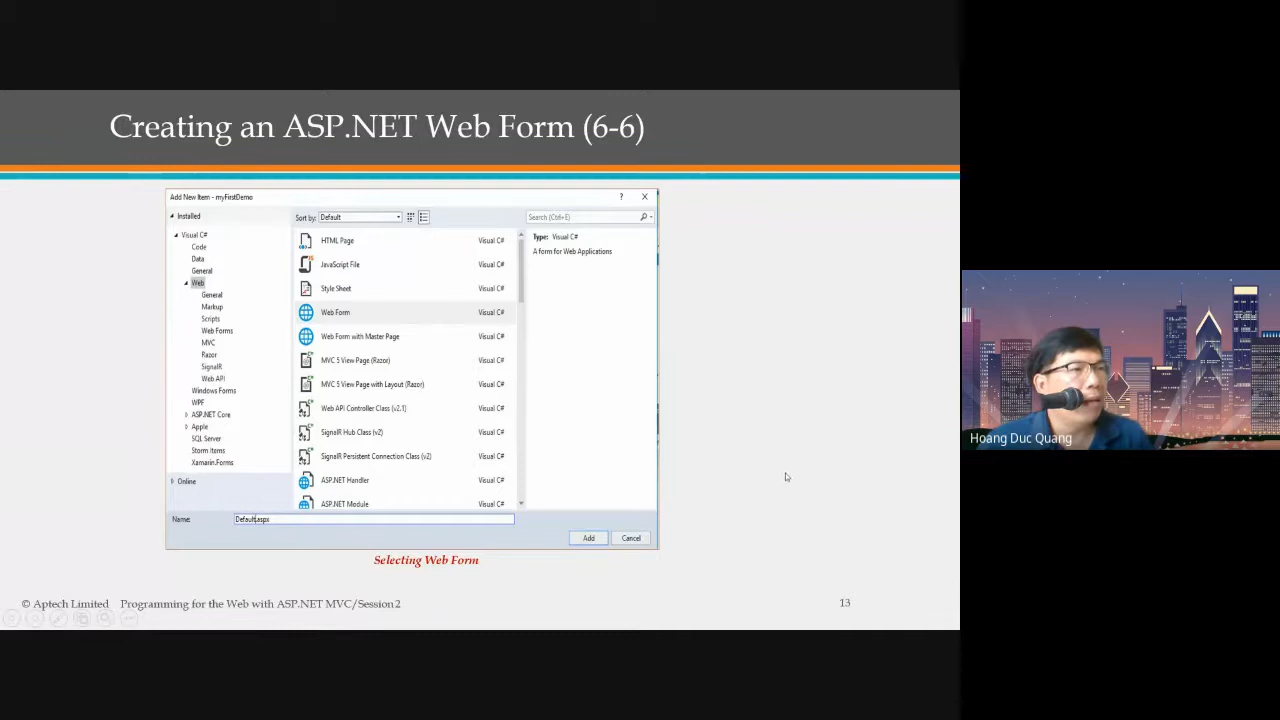 Creating an ASP.NET Web Form (6-6)
Add New Item - myFirstDemo
?
Installed
Sort by: Default
Search (Ctrl+E)
Visual C#
Code
Data
General
Web
General
Markup
Scripts
Web Forms
MVC
Razor
SignalR
Web API
Windows Forms
WPF
ASP.NET Core
Apple
SQL Server
Storm Items
Xamarin.Forms
Online
HTML Page Visual C#
JavaScript File Visual C#
Style Sheet Visual C#
Web Form Visual C#
Web Form with Master Page Visual C#
MVC 5 View Page (Razor) Visual C#
MVC 5 View Page with Layout (Razor) Visual C#
Web API Controller Class (v2.1) Visual C#
SignalR Hub Class (v2) Visual C#
SignalR Persistent Connection Class (v2) Visual C#
ASP.NET Handler Visual C#
ASP.NET Module Visual C#
Type: Visual C#
A form for Web Applications
Name: Default.aspx
Add Cancel
Selecting Web Form
© Aptech Limited Programming for the Web with ASP.NET MVC/Session 2
13
Hoang Duc Quang